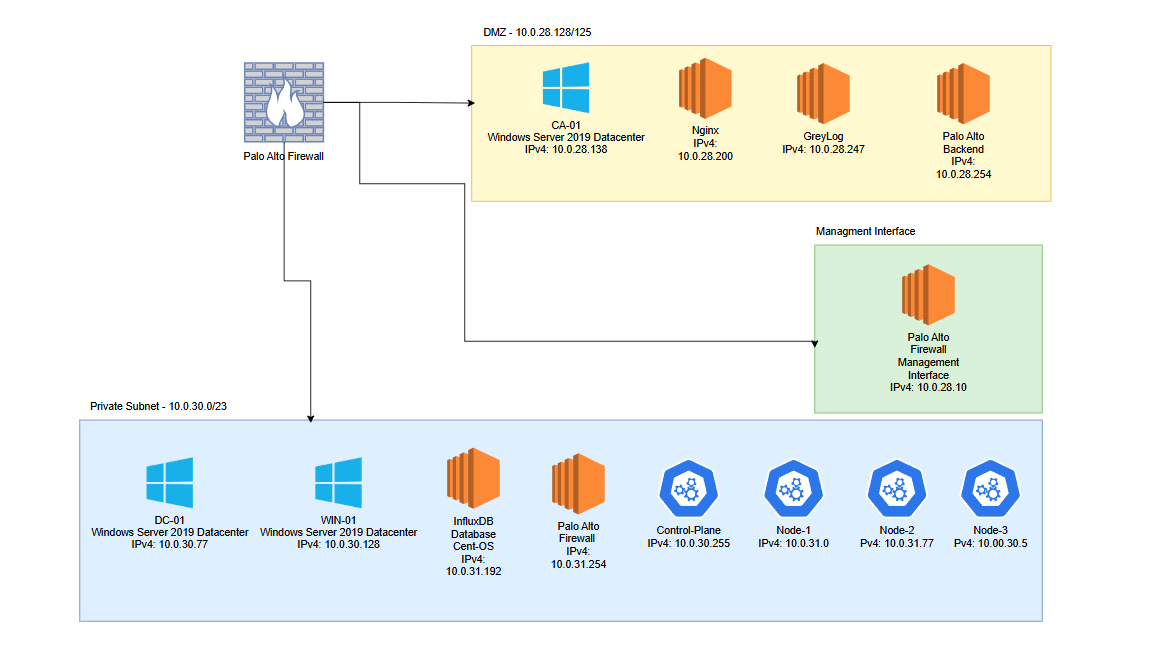 DMZ - 10.0.28.128/125
CA-01
Windows Server 2019 Datacenter
IPv4: 10.0.28.138
Nginx
IPv4:
10.0.28.200
GreyLog
IPv4: 10.0.28.247
Palo Alto
Backend
IPv4:
10.0.28.254
Palo Alto Firewall
Managment Interface
Palo Alto
Firewall
Management
Interface
IPv4: 10.0.28.10
Private Subnet - 10.0.30.0/23
DC-01
Windows Server 2019 Datacenter
IPv4: 10.0.30.77
WIN-01
Windows Server 2019 Datacenter
IPv4: 10.0.30.128
InfluxDB
Database
Cent-OS
IPv4:
10.0.31.192
Palo Alto
Firewall
IPv4:
10.0.31.254
Control-Plane
IPv4: 10.0.30.255
Node-1
IPv4: 10.0.31.0
Node-2
Pv4: 10.0.31.77
Node-3
Pv4: 10.00.30.5